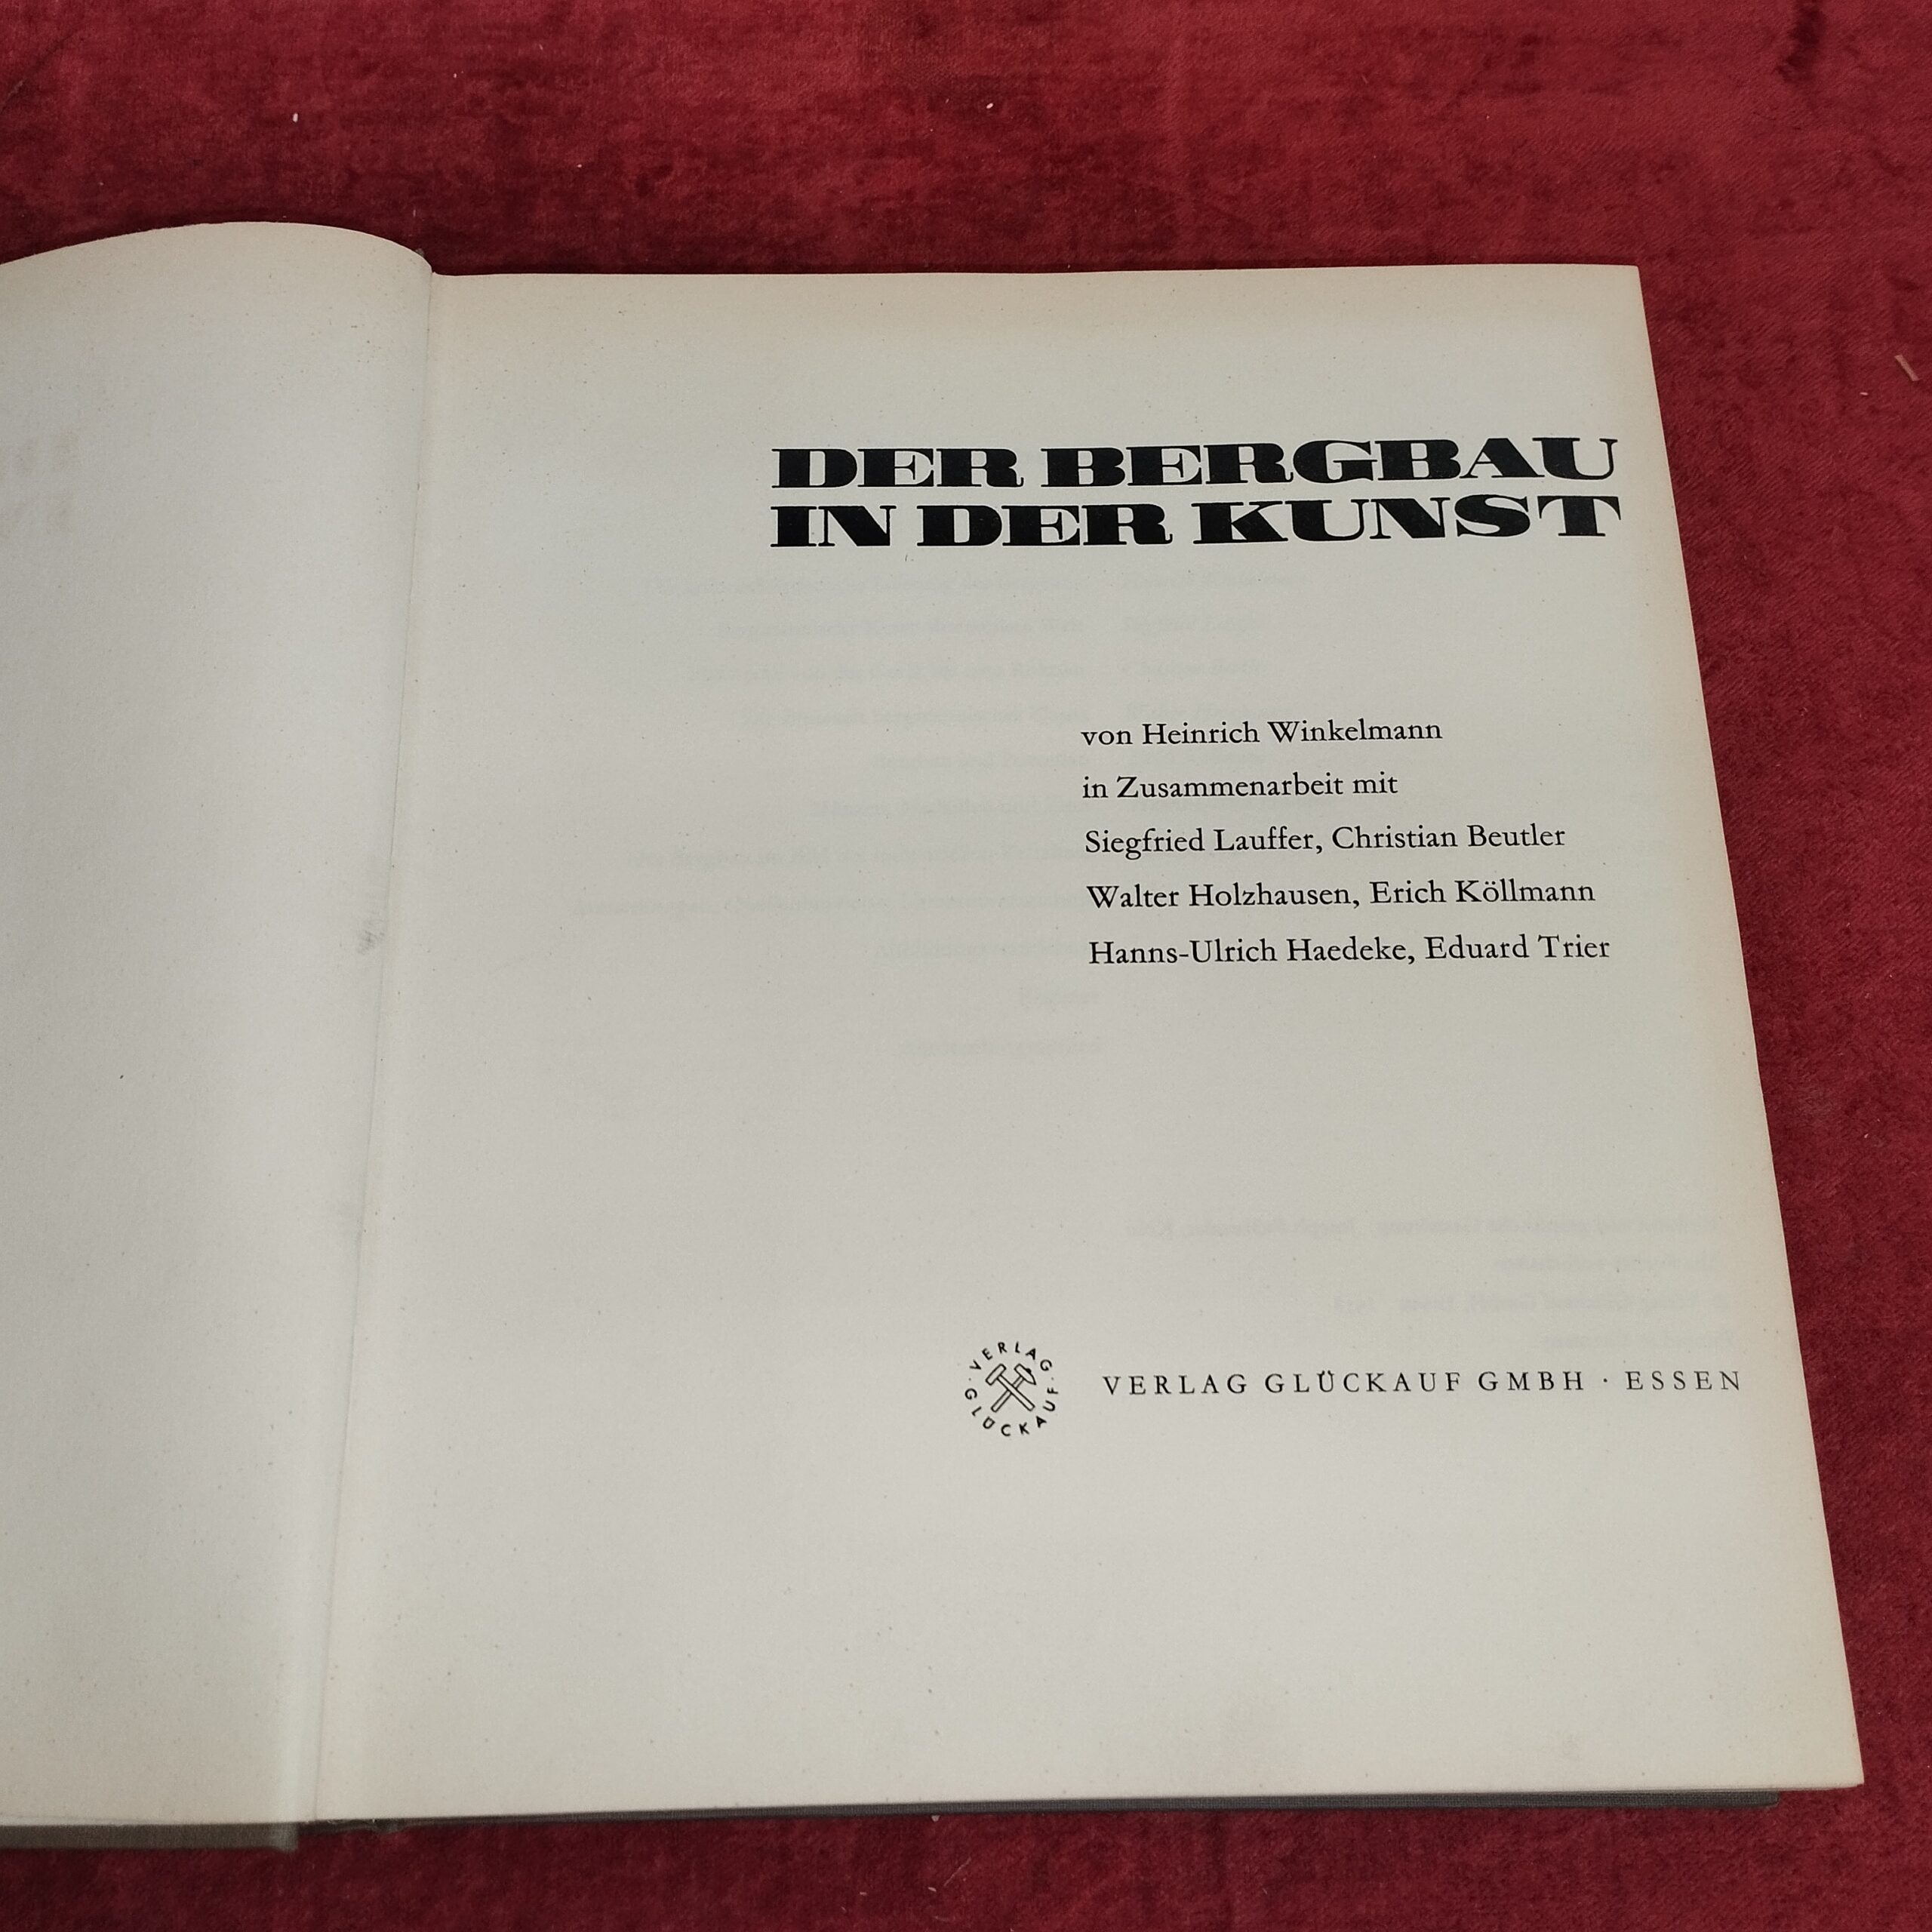 DER BERGBAU
IN DER KUNST
von Heinrich Winkelmann
in Zusammenarbeit mit
Siegfried Lauffer, Christian Beutler
Walter Holzhausen, Erich Köllmann
Hanns-Ulrich Haedeke, Eduard Trier
VERLAG · GLÜCKAUF ·
VERLAG GLÜCKAUF GMBH · ESSEN